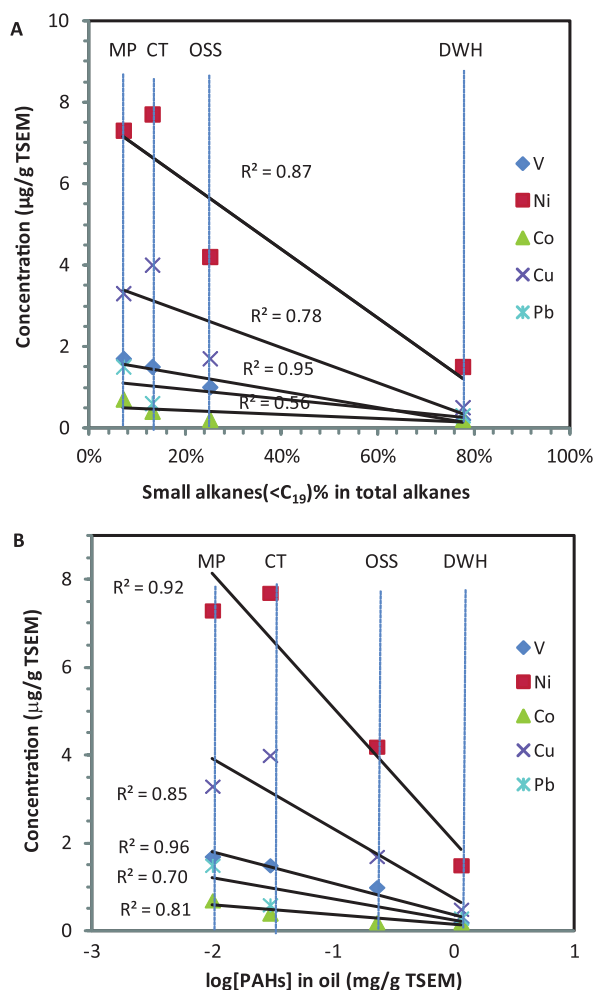 A
MP CT OSS DWH
10
8
6
4
2
0
Concentration (µg/g TSEM)
R² = 0.87
R² = 0.78
R² = 0.95
R² = 0.56
V
Ni
Co
Cu
Pb
0% 20% 40% 60% 80% 100%
Small alkanes(<C₁₉)% in total alkanes
B
MP CT OSS DWH
8
6
4
2
0
Concentration (µg/g TSEM)
R² = 0.92
R² = 0.85
R² = 0.96
R² = 0.70
R² = 0.81
V
Ni
Co
Cu
Pb
-3 -2 -1 0 1
log[PAHs] in oil (mg/g TSEM)